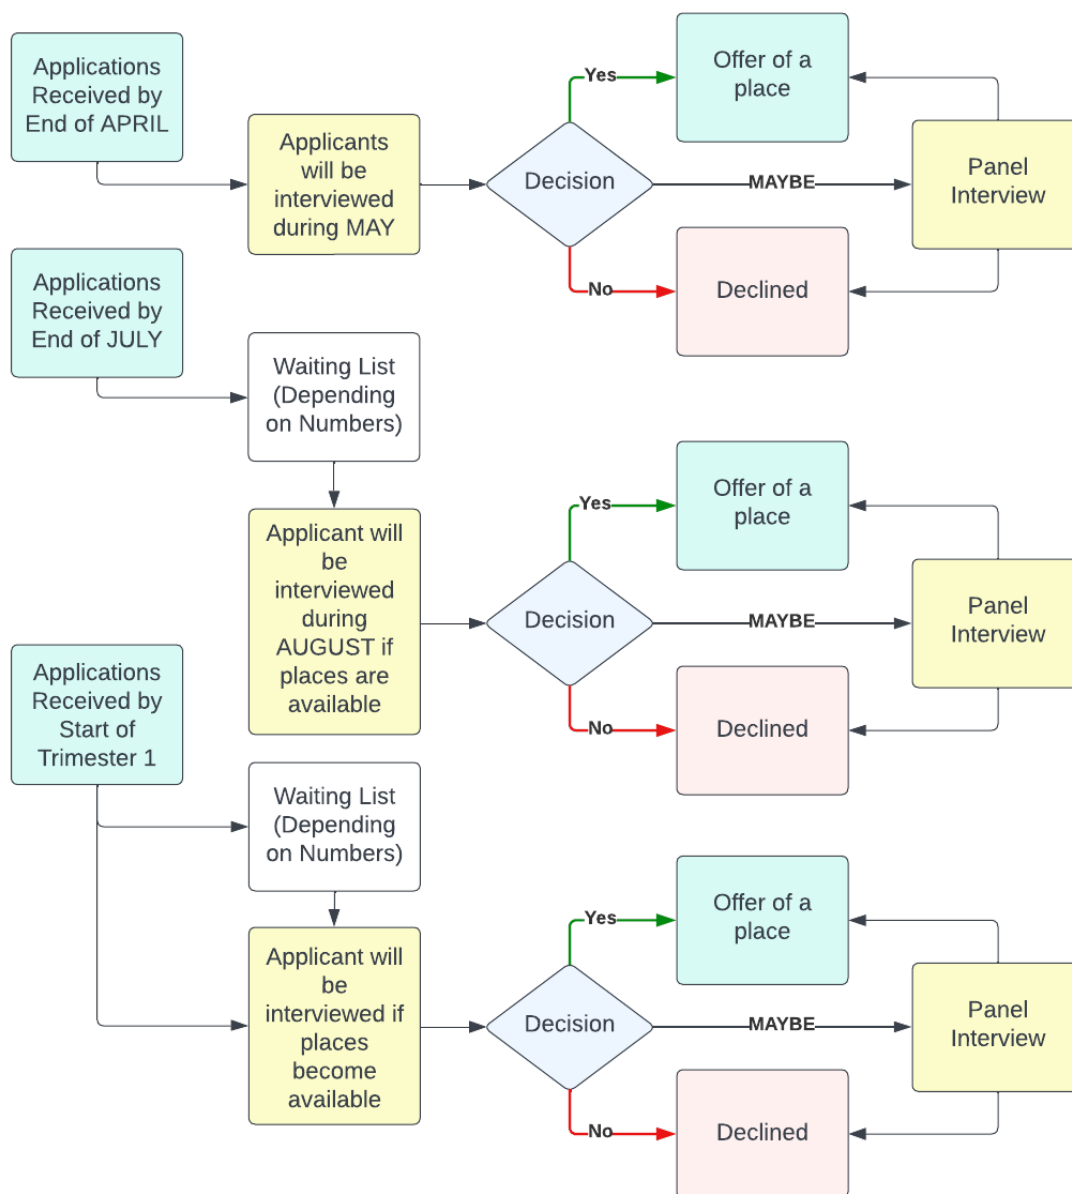 Applications
Received by
End of APRIL
Applicants
will be
interviewed
during MAY
Decision
Yes
Offer of a
place
MAYBE
Panel
Interview
No
Declined
Applications
Received by
End of JULY
Waiting List
(Depending
on Numbers)
Applicant will
be
interviewed
during
AUGUST if
places are
available
Decision
Yes
Offer of a
place
MAYBE
Panel
Interview
No
Declined
Applications
Received by
Start of
Trimester 1
Waiting List
(Depending
on Numbers)
Applicant will
be
interviewed if
places
become
available
Decision
Yes
Offer of a
place
MAYBE
Panel
Interview
No
Declined